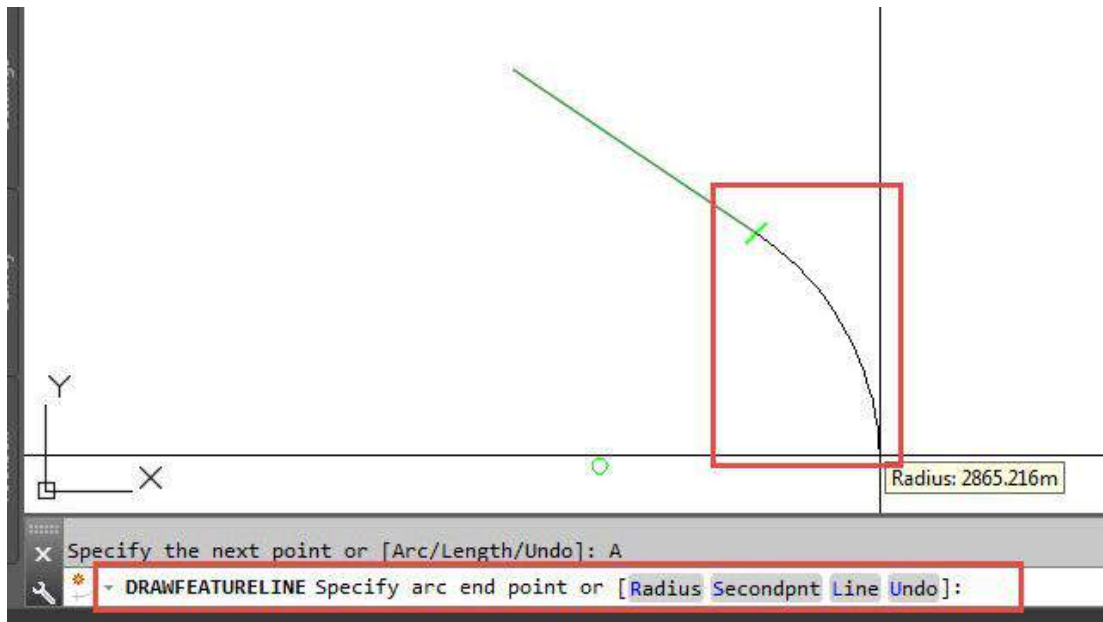 Y
X
Radius: 2865.216m
Specify the next point or [Arc/Length/Undo]: A
DRAWFEATURELINE Specify arc end point or [Radius Secondpnt Line Undo]: